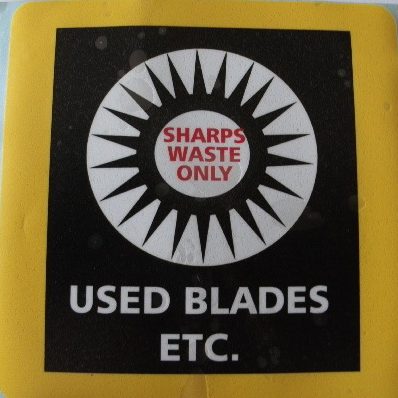 SHARPS
WASTE
ONLY
USED BLADES
ETC.